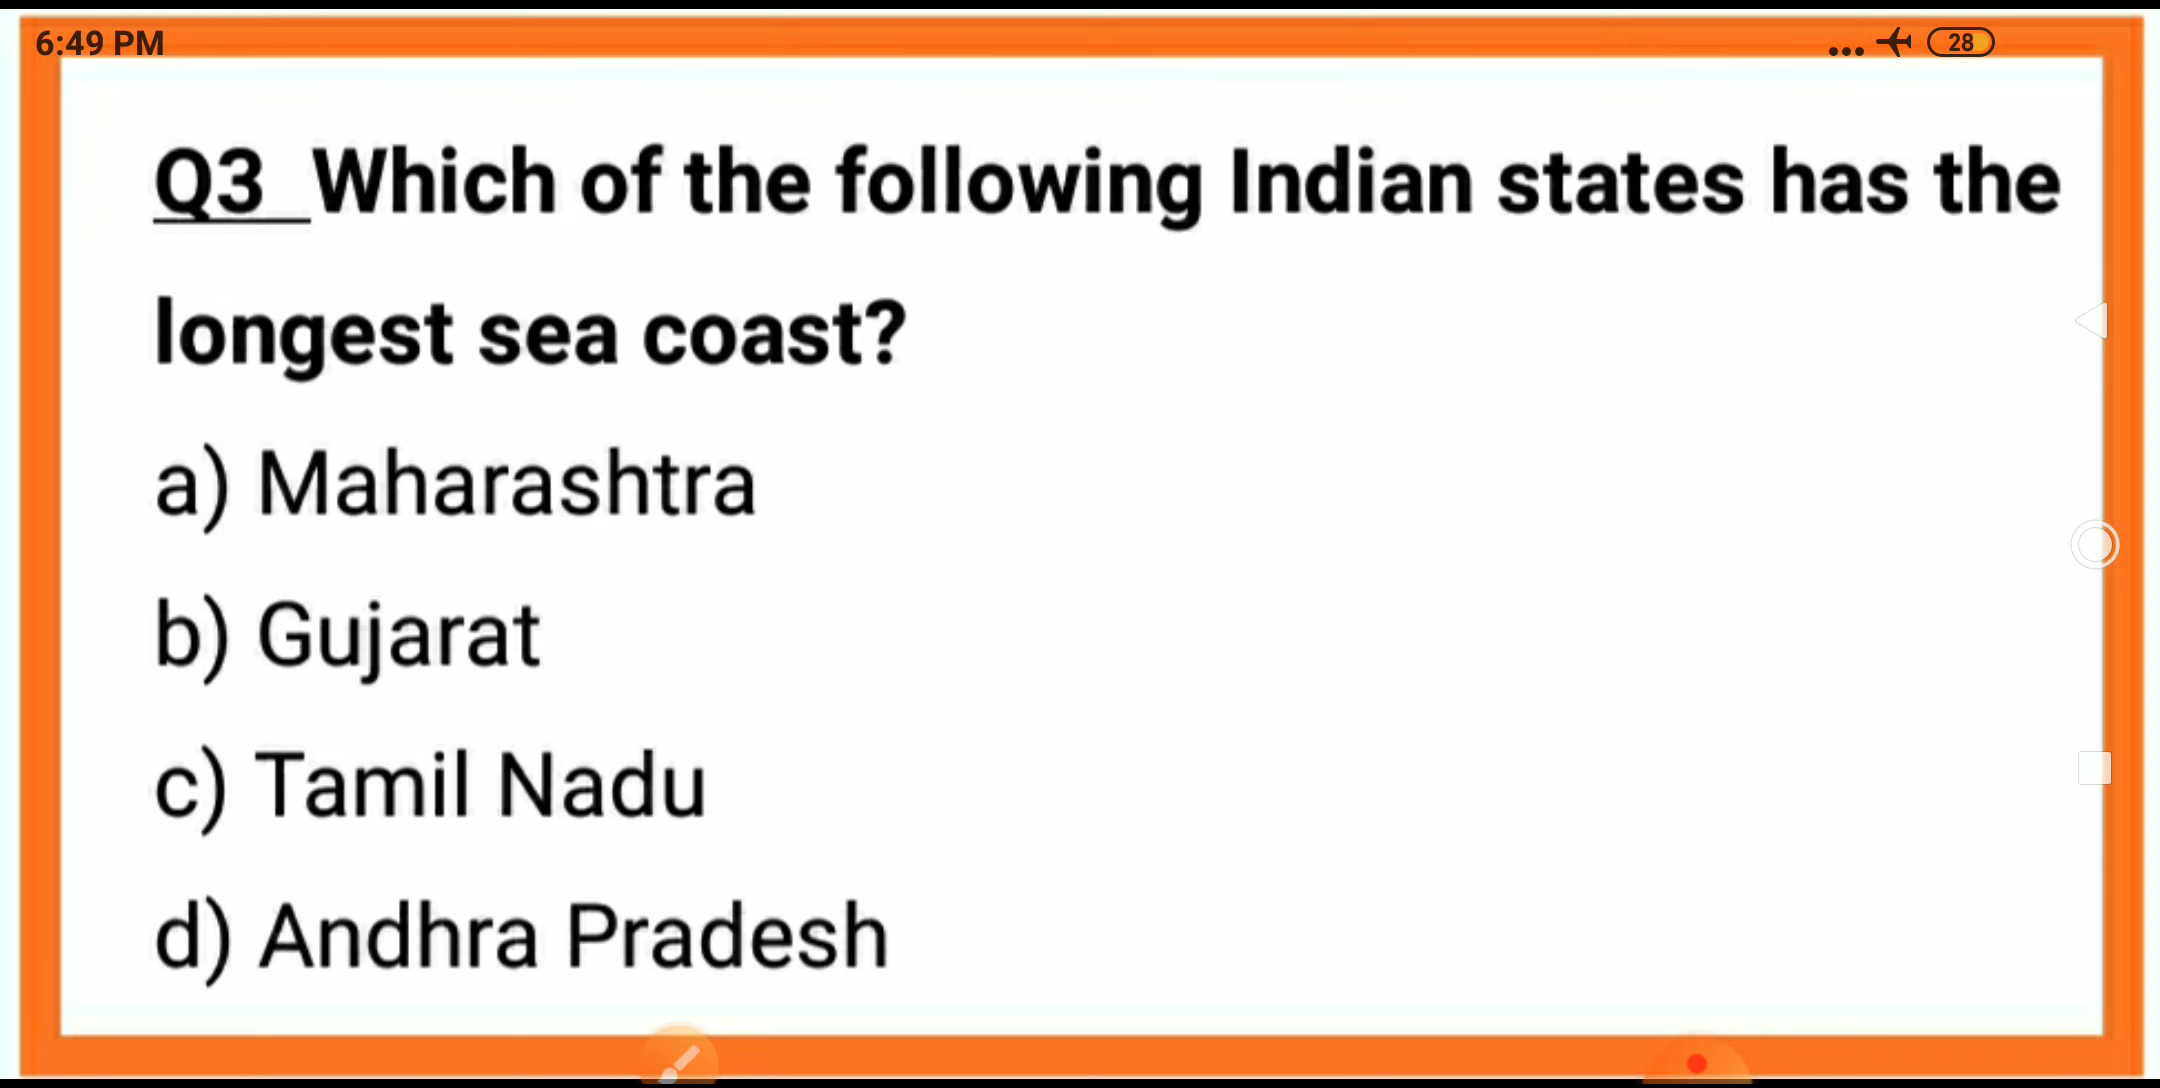 6:49 PM
28
Q3 Which of the following Indian states has the
longest sea coast?
a) Maharashtra
b) Gujarat
c) Tamil Nadu
d) Andhra Pradesh